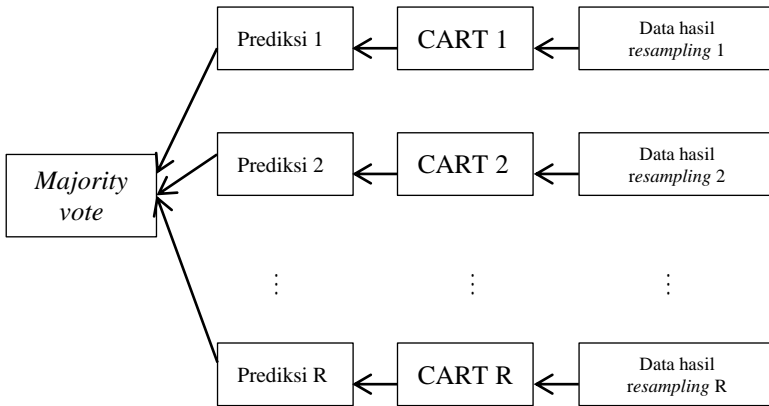 Prediksi 1
CART 1
Data hasil
resampling 1
Majority
vote
Prediksi 2
CART 2
Data hasil
resampling 2
⋮ ⋮ ⋮
Prediksi R
CART R
Data hasil
resampling R